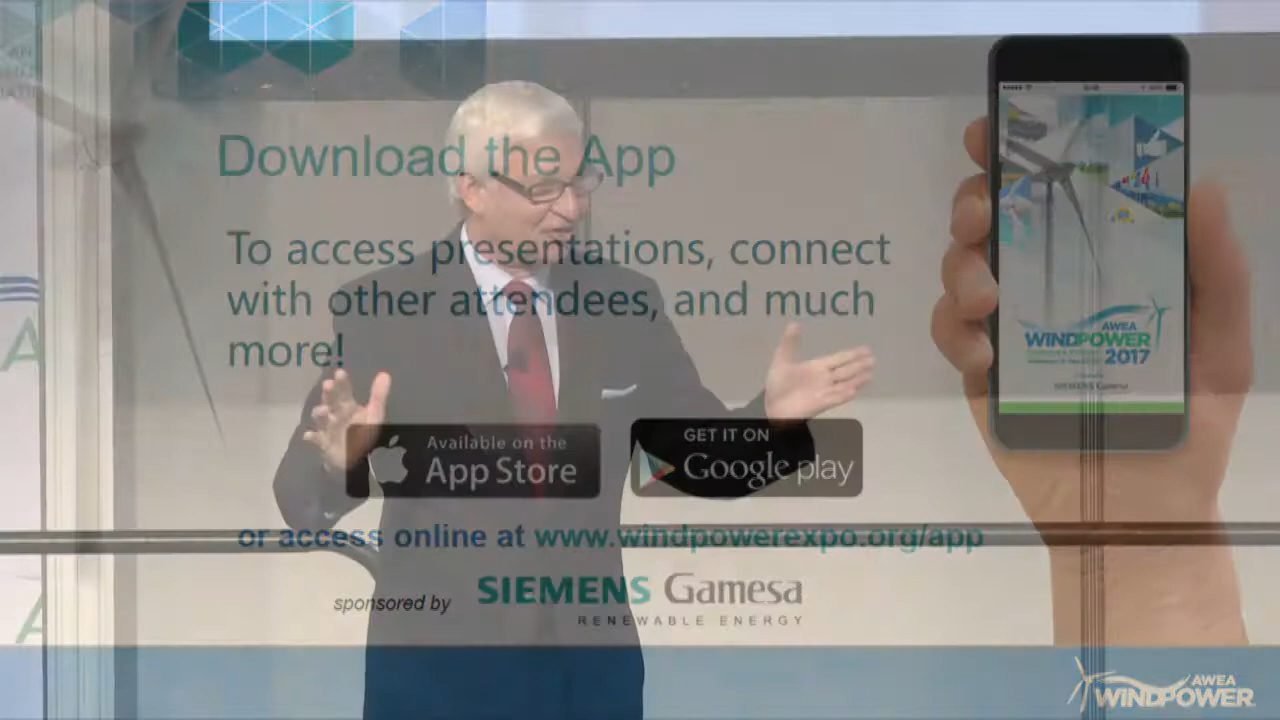 Download the App
To access presentations, connect
with other attendees, and much
more!
Available on the
App Store
GET IT ON
Google play
or access online at www.windpowerexpo.org/app
sponsored by
SIEMENS Gamesa
RENEWABLE ENERGY
AWEA
WINDPOWER
2017
SIEMENS Gamesa
AWEA
WINDPOWER